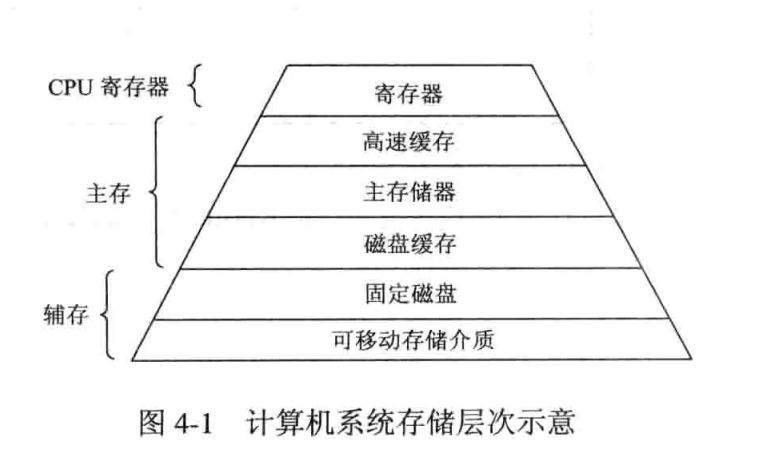 CPU 寄存器
寄存器
高速缓存
主存
主存储器
磁盘缓存
固定磁盘
辅存
可移动存储介质
图 4-1 计算机系统存储层次示意